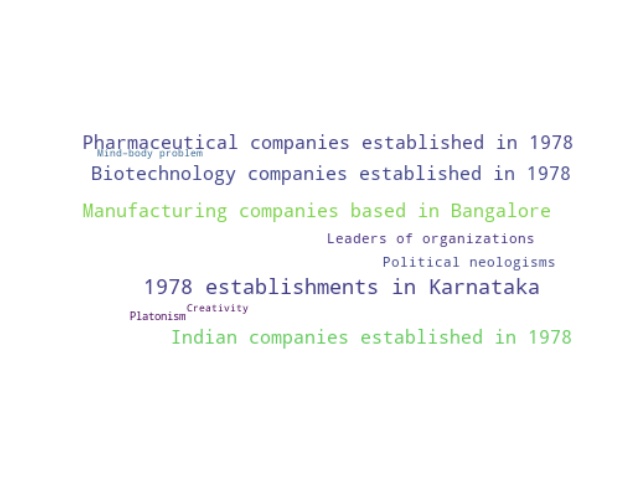 Pharmaceutical companies established in 1978
Mind-body problem
Biotechnology companies established in 1978
Manufacturing companies based in Bangalore
Leaders of organizations
Political neologisms
1978 establishments in Karnataka
Creativity
Platonism
Indian companies established in 1978